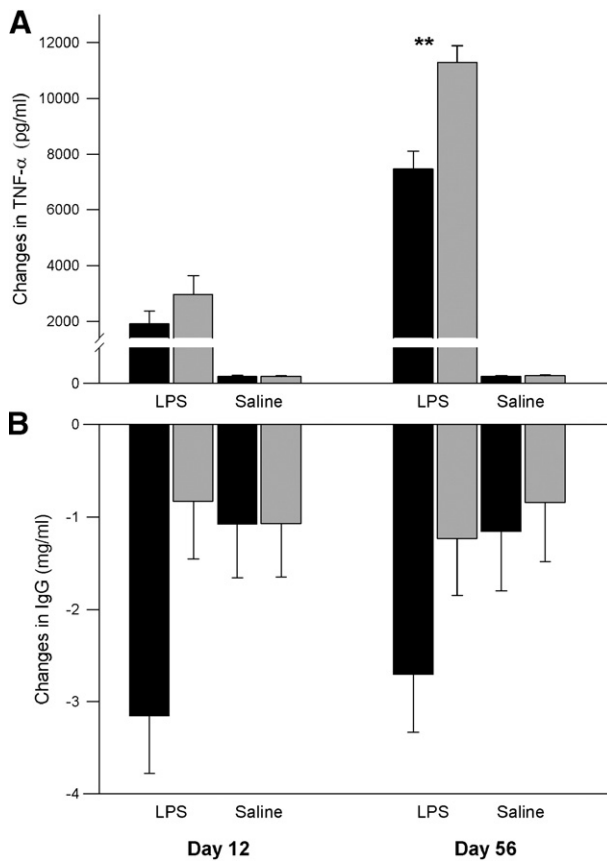 A
Changes in TNF-α (pg/ml)
12000
10000
8000
6000
4000
2000
0
**
LPS Saline LPS Saline
B
Changes in IgG (mg/ml)
0
-1
-2
-3
-4
LPS Saline LPS Saline
Day 12 Day 56